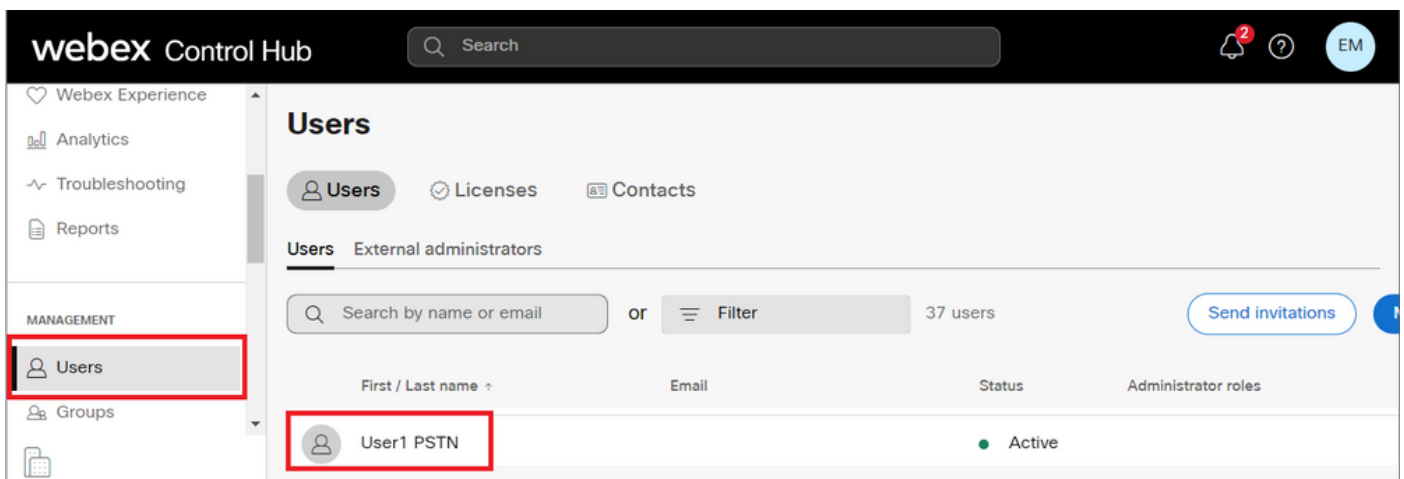 webex Control Hub
Search
2
EM
Webex Experience
Analytics
Troubleshooting
Reports
MANAGEMENT
Users
Groups
Users
Users Licenses Contacts
Users External administrators
Search by name or email or Filter 37 users Send invitations
First / Last name ↑ Email Status Administrator roles
User1 PSTN Active